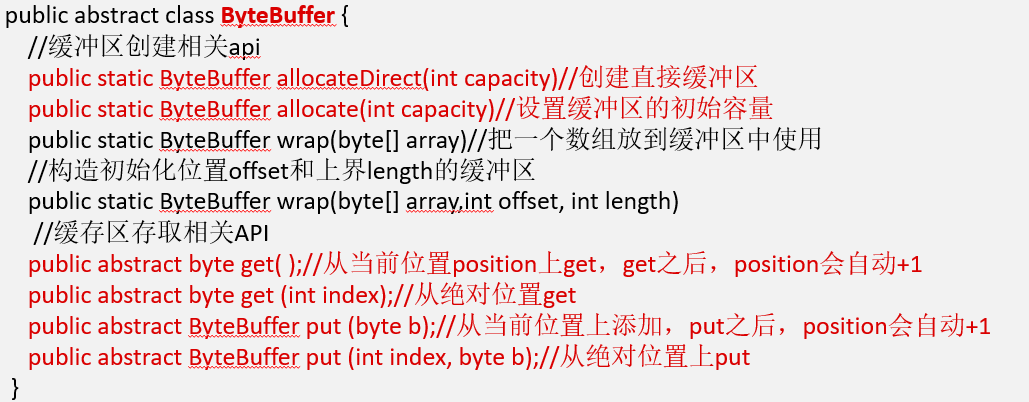 public abstract class ByteBuffer {
//缓冲区创建相关api
public static ByteBuffer allocateDirect(int capacity)//创建直接缓冲区
public static ByteBuffer allocate(int capacity)//设置缓冲区的初始容量
public static ByteBuffer wrap(byte[] array)//把一个数组放到缓冲区中使用
//构造初始化位置offset和上界length的缓冲区
public static ByteBuffer wrap(byte[] array,int offset, int length)
//缓存区存取相关API
public abstract byte get( );//从当前位置position上get，get之后，position会自动+1
public abstract byte get (int index);//从绝对位置get
public abstract ByteBuffer put (byte b);//从当前位置上添加，put之后，position会自动+1
public abstract ByteBuffer put (int index, byte b);//从绝对位置上put
}